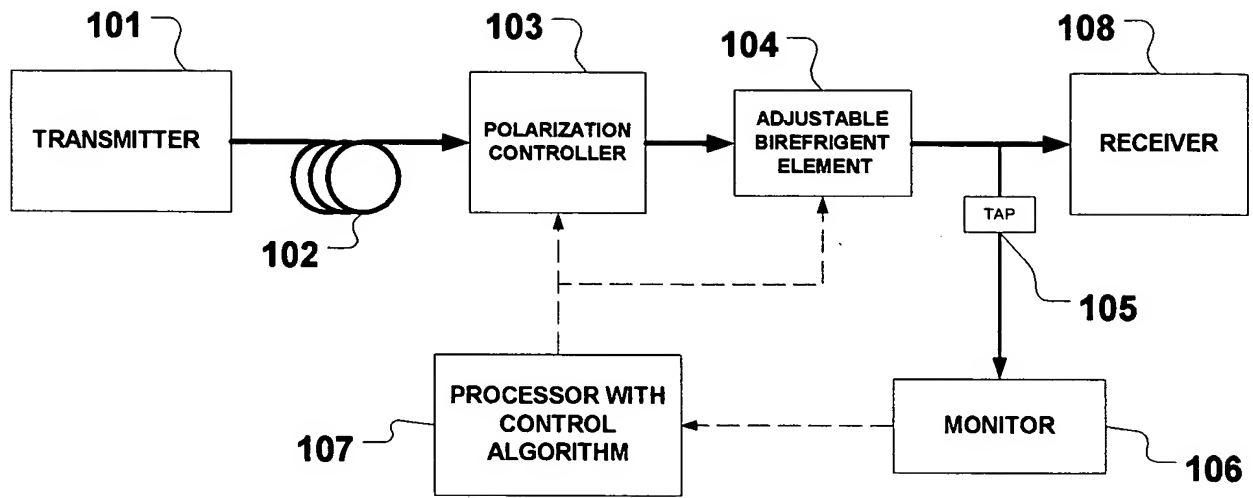 101
103
104
108
TRANSMITTER
POLARIZATION
CONTROLLER
ADJUSTABLE
BIREFRIGENT
ELEMENT
RECEIVER
TAP
102
105
PROCESSOR WITH
CONTROL
ALGORITHM
MONITOR
107
106